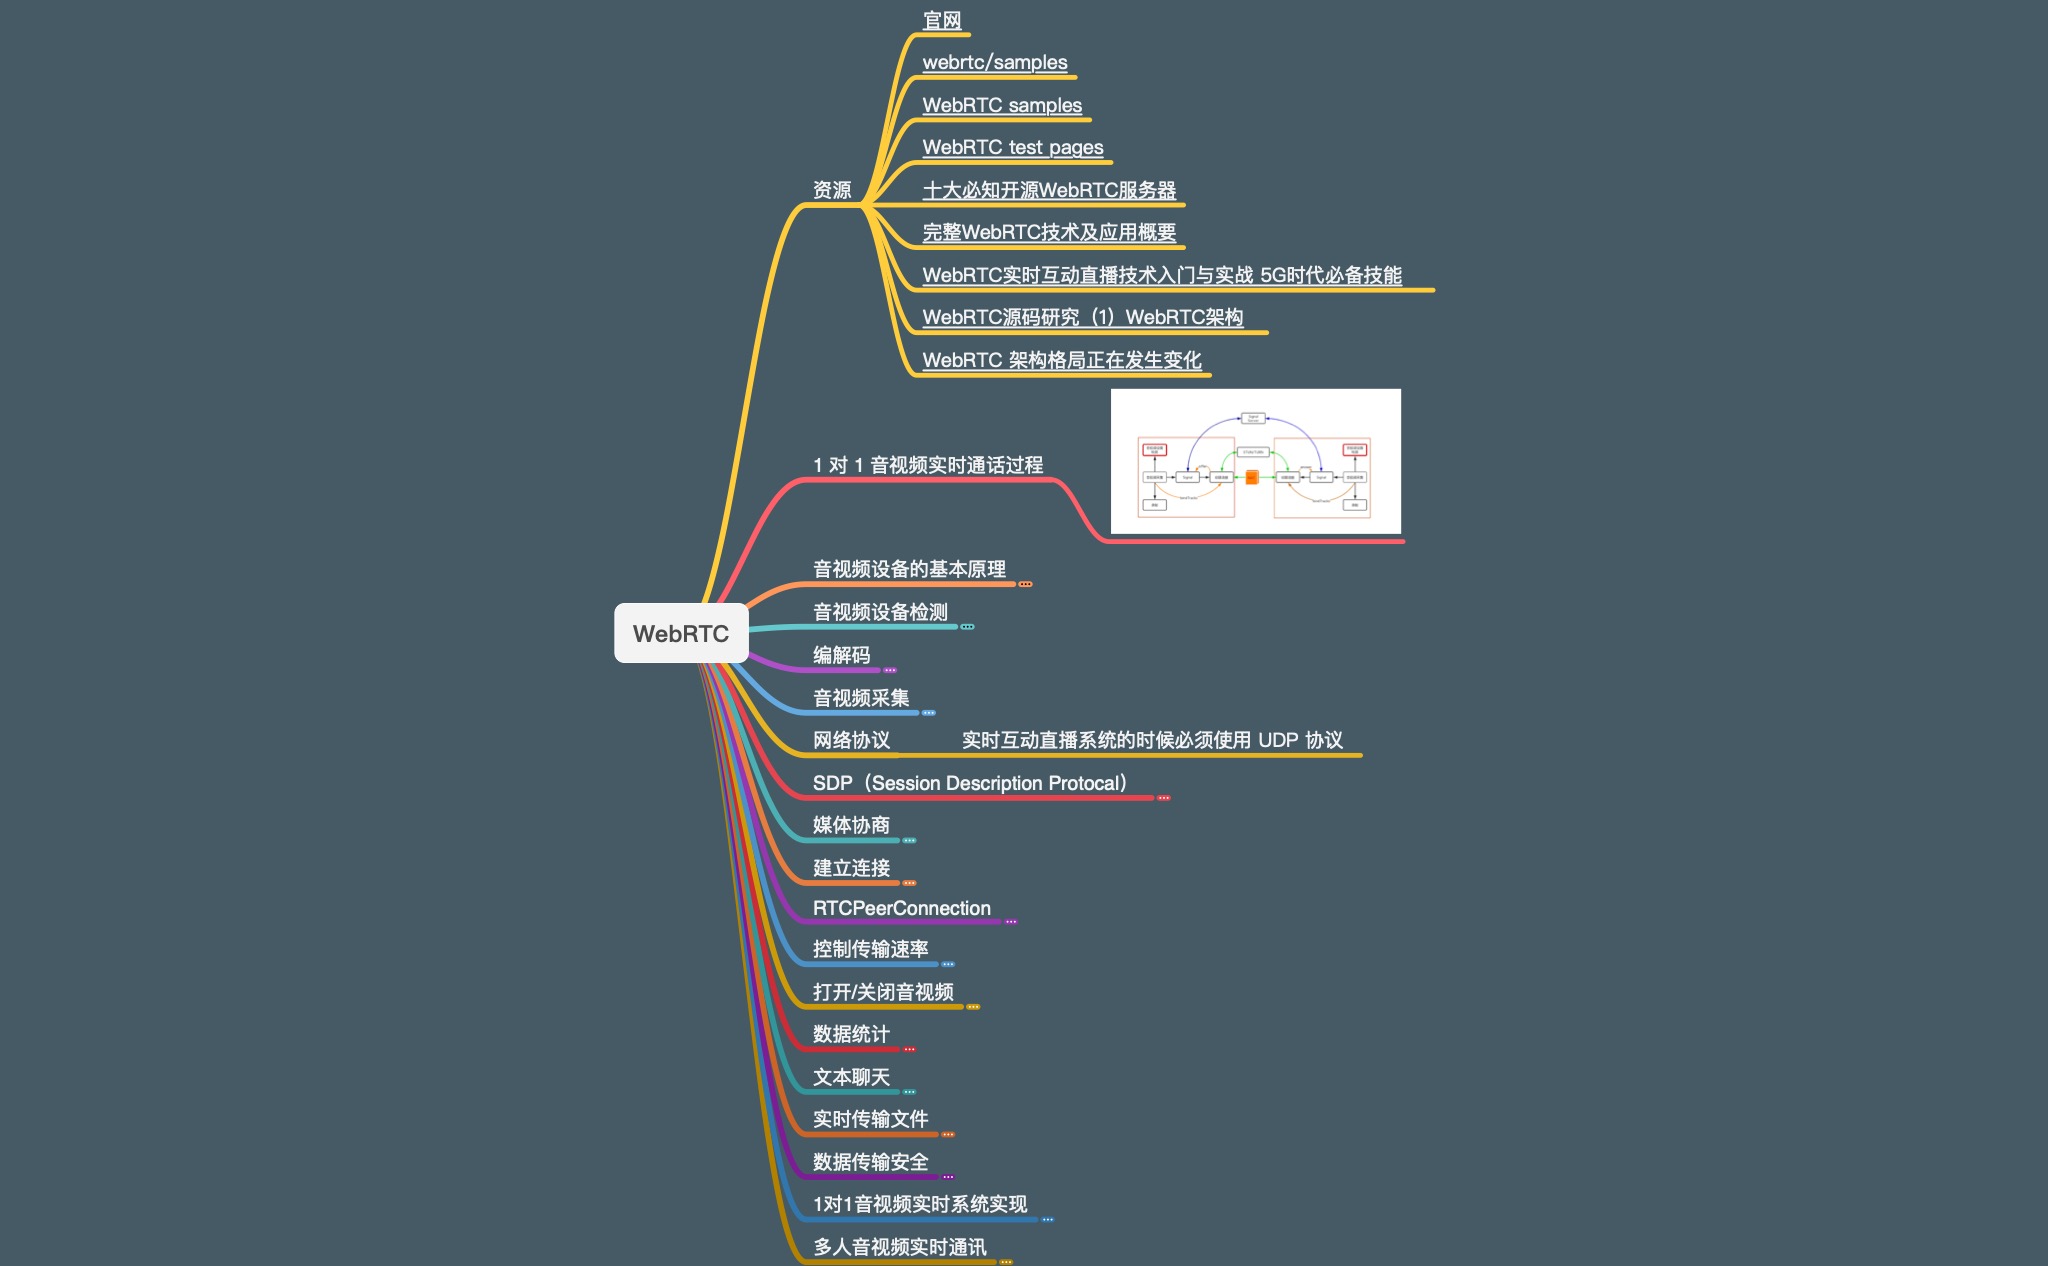 官网
webrtc/samples
WebRTC samples
WebRTC test pages
资源
十大必知开源WebRTC服务器
完整WebRTC技术及应用概要
WebRTC实时互动直播技术入门与实战 5G时代必备技能
WebRTC源码研究（1）WebRTC架构
WebRTC 架构格局正在发生变化
1 对 1 音视频实时通话过程
Signal
Signal
Signal
音视频设备的基本原理
音视频设备检测
WebRTC
编解码
音视频采集
网络协议
实时互动直播系统的时候必须使用 UDP 协议
SDP（Session Description Protocal）
媒体协商
建立连接
RTCPeerConnection
控制传输速率
打开/关闭音视频
数据统计
文本聊天
实时传输文件
数据传输安全
1对1音视频实时系统实现
多人音视频实时通讯